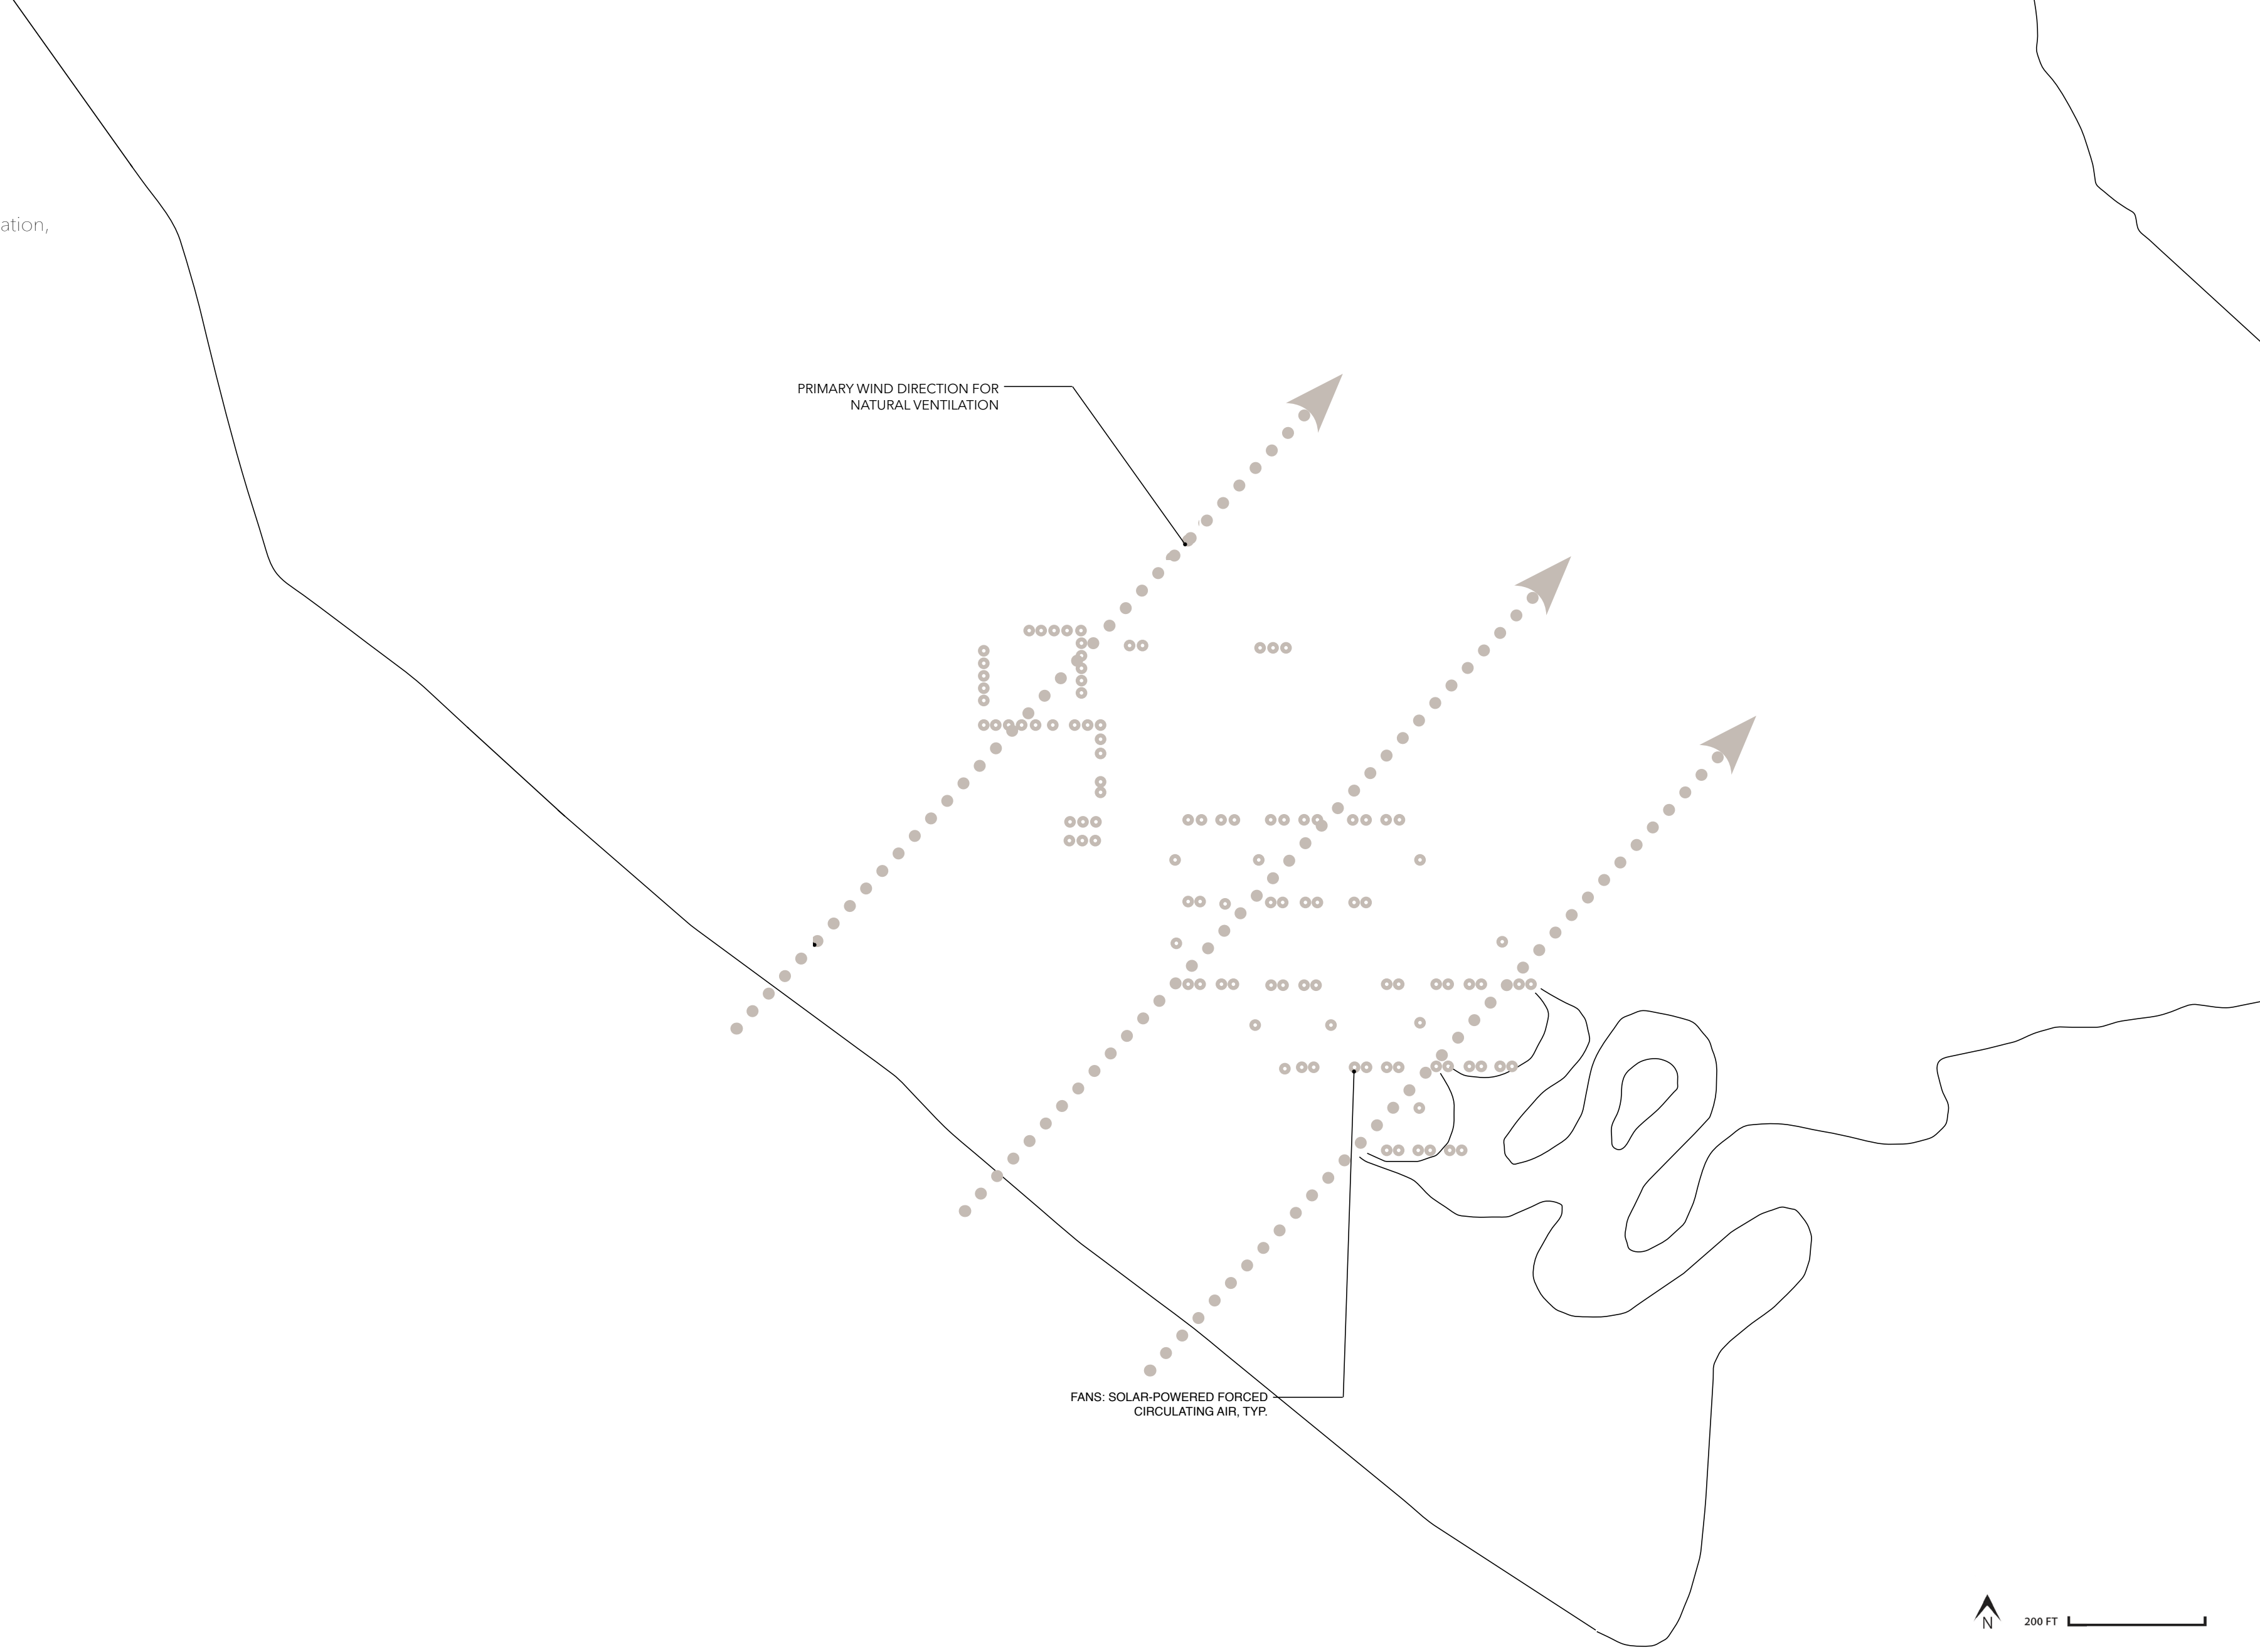 ation,
PRIMARY WIND DIRECTION FOR
NATURAL VENTILATION
FANS: SOLAR-POWERED FORCED
CIRCULATING AIR, TYP.
N
200 FT